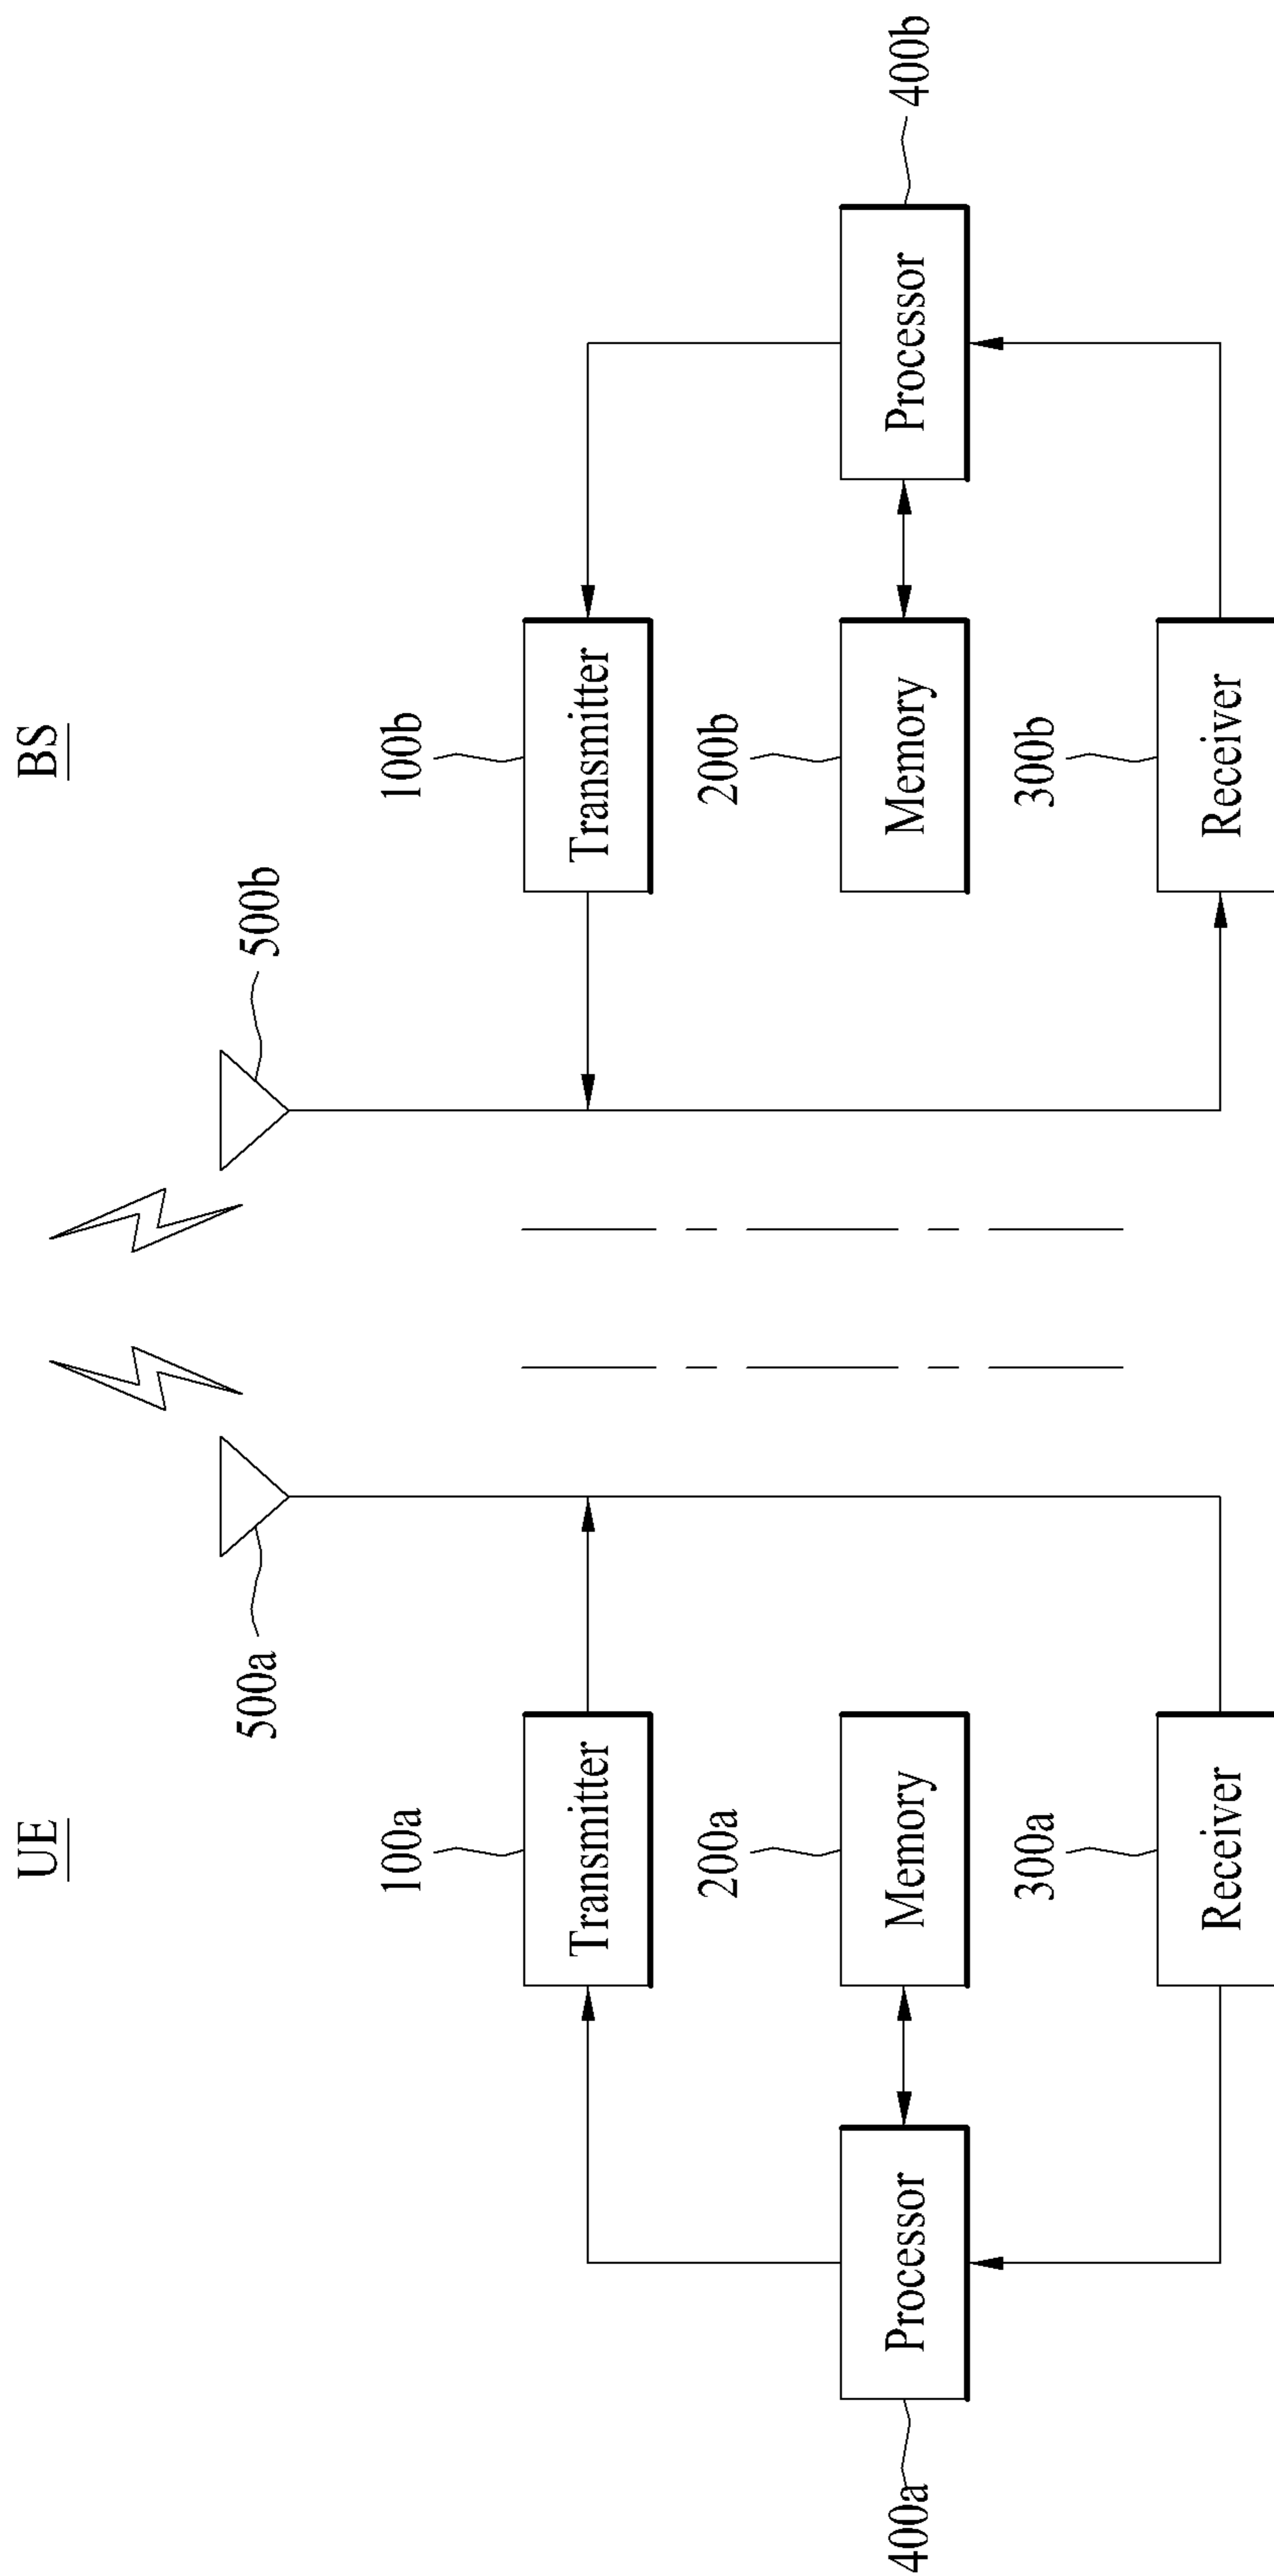 UE
500a
100a
Transmitter
400a
Processor
200a
Memory
300a
Receiver
BS
500b
100b
Transmitter
200b
Memory
Processor
400b
300b
Receiver